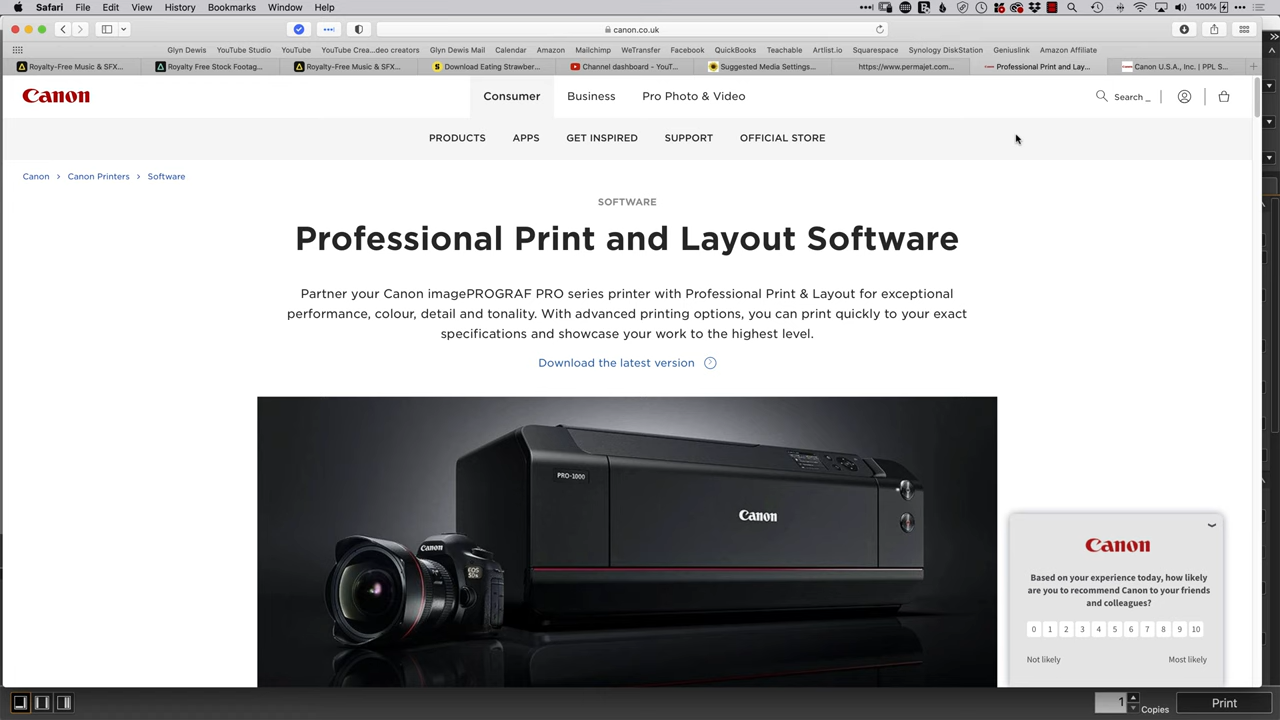 Safari File Edit View History Bookmarks Window Help 100%
canon.co.uk
Glyn Dewis YouTube Studio YouTube YouTube Crea...deo creators Glyn Dewis Mail Calendar Amazon Mailchimp WeTransfer Facebook QuickBooks Teachable Artlist.io Squarespace Synology DiskStation Geniuslink Amazon Affiliate
Royalty-Free Music & SFX... Royalty Free Stock Footag... Royalty-Free Music & SFX... Download Eating Strawber... Channel dashboard - YouT... Suggested Media Settings... https://www.permajet.com... Professional Print and Lay... Canon U.S.A., Inc. | PPL S...
Canon Consumer Business Pro Photo & Video Search _
PRODUCTS APPS GET INSPIRED SUPPORT OFFICIAL STORE
Canon > Canon Printers > Software
SOFTWARE
Professional Print and Layout Software
Partner your Canon imagePROGRAF PRO series printer with Professional Print & Layout for exceptional
performance, colour, detail and tonality. With advanced printing options, you can print quickly to your exact
specifications and showcase your work to the highest level.
Download the latest version
PRO-1000
Canon
Canon
EOS
Canon
Based on your experience today, how likely
are you to recommend Canon to your friends
and colleagues?
0 1 2 3 4 5 6 7 8 9 10
Not likely Most likely
1 Copies Print